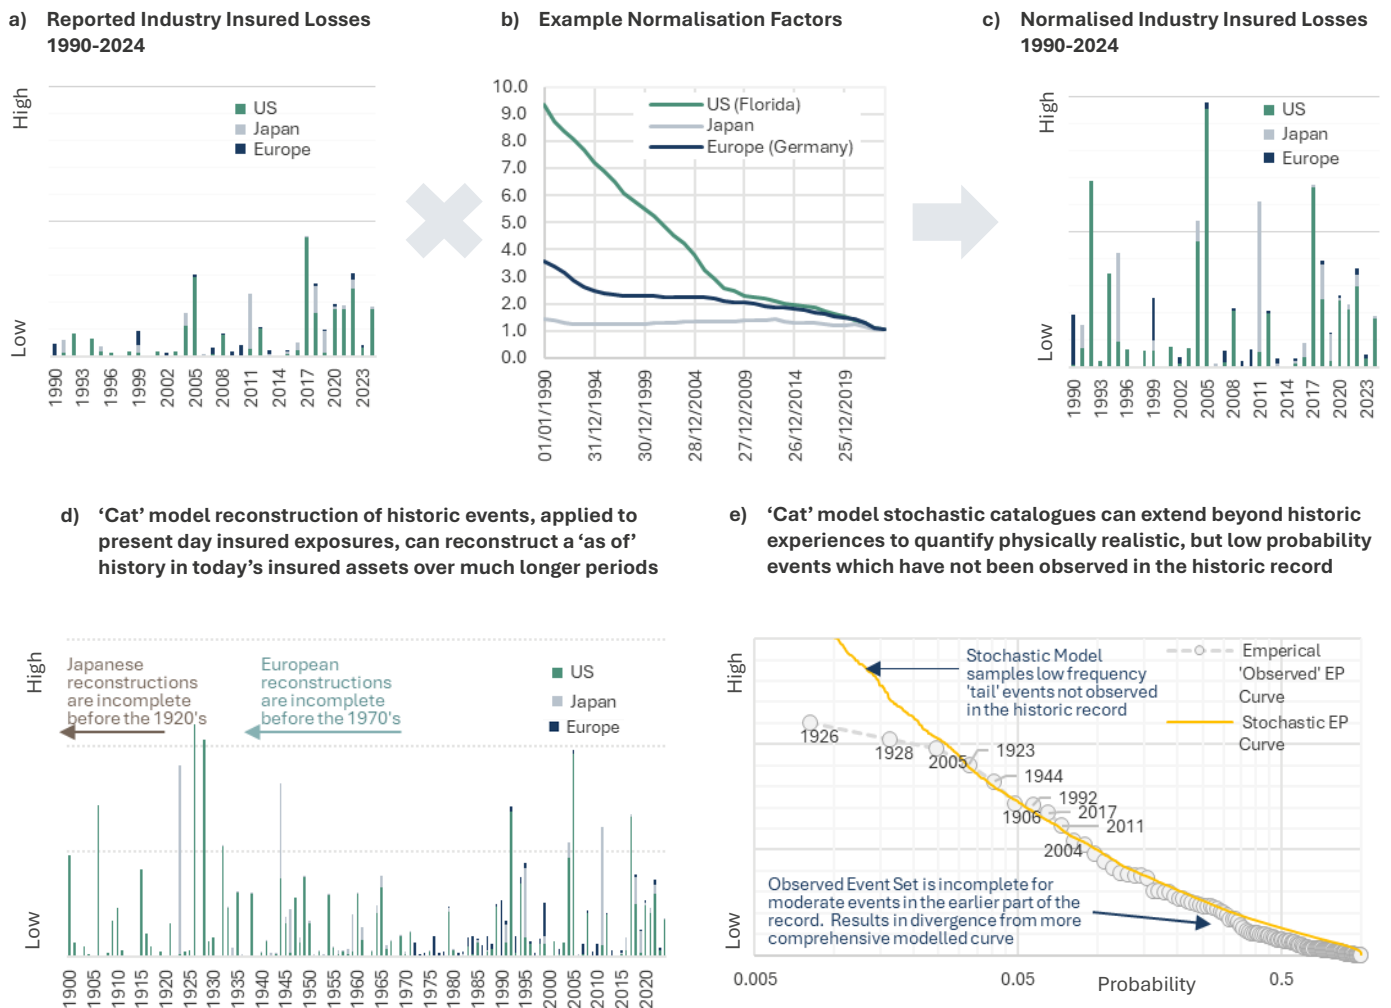 a) Reported Industry Insured Losses
1990-2024
High
Low
US
Japan
Europe
1990
1993
1996
1999
2002
2005
2008
2011
2014
2017
2020
2023
b) Example Normalisation Factors
10.0
9.0
8.0
7.0
6.0
5.0
4.0
3.0
2.0
1.0
0.0
US (Florida)
Japan
Europe (Germany)
01/01/1990
31/12/1994
30/12/1999
28/12/2004
27/12/2009
26/12/2014
25/12/2019
c) Normalised Industry Insured Losses
1990-2024
High
Low
US
Japan
Europe
1990
1993
1996
1999
2002
2005
2008
2011
2014
2017
2020
2023
d) ‘Cat’ model reconstruction of historic events, applied to
present day insured exposures, can reconstruct a ‘as of’
history in today’s insured assets over much longer periods
High
Low
Japanese
reconstructions
are incomplete
before the 1920's
European
reconstructions
are incomplete
before the 1970's
US
Japan
Europe
1900
1905
1910
1915
1920
1925
1930
1935
1940
1945
1950
1955
1960
1965
1970
1975
1980
1985
1990
1995
2000
2005
2010
2015
2020
e) ‘Cat’ model stochastic catalogues can extend beyond historic
experiences to quantify physically realistic, but low probability
events which have not been observed in the historic record
High
Low
Stochastic Model
samples low frequency
'tail' events not observed
in the historic record
Emperical
'Observed' EP
Curve
Stochastic EP
Curve
1926
1928
2005
1923
1944
1992
1906
2017
2011
2004
Observed Event Set is incomplete for
moderate events in the earlier part of the
record. Results in divergence from more
comprehensive modelled curve
0.005
0.05
0.5
Probability